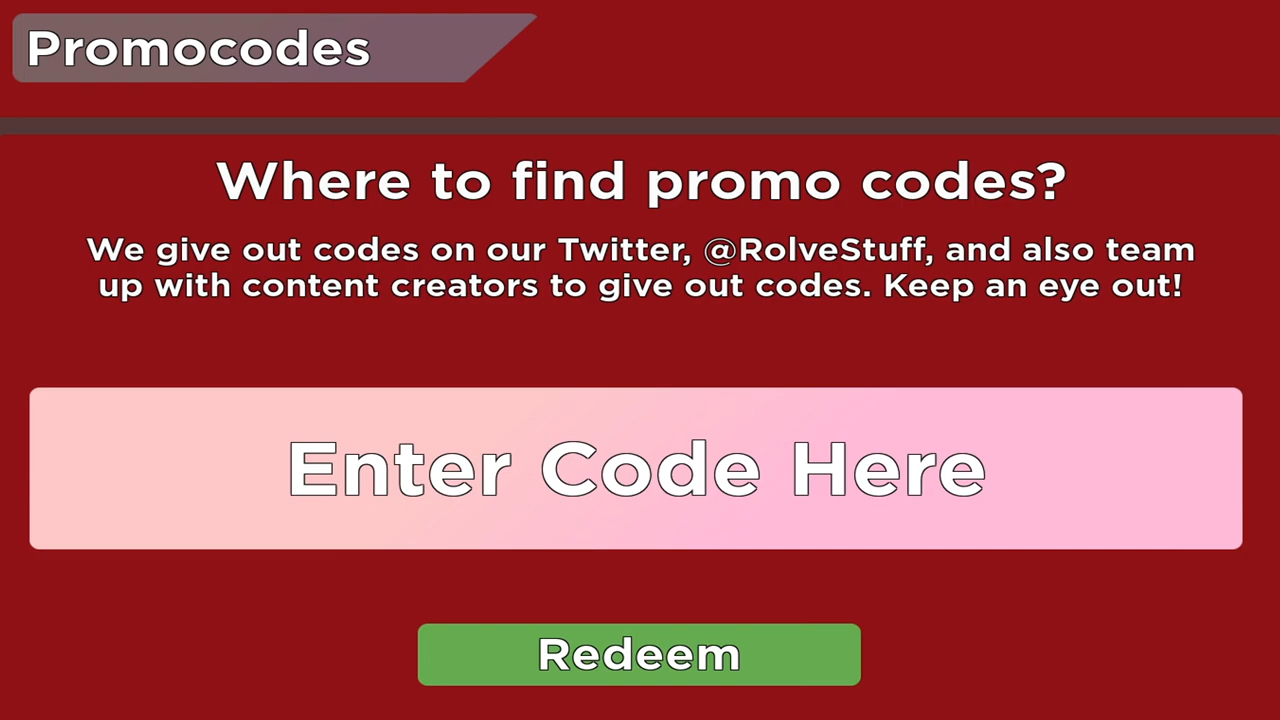 Promocodes
Where to find promo codes?
We give out codes on our Twitter, @RolveStuff, and also team
up with content creators to give out codes. Keep an eye out!
Enter Code Here
Redeem